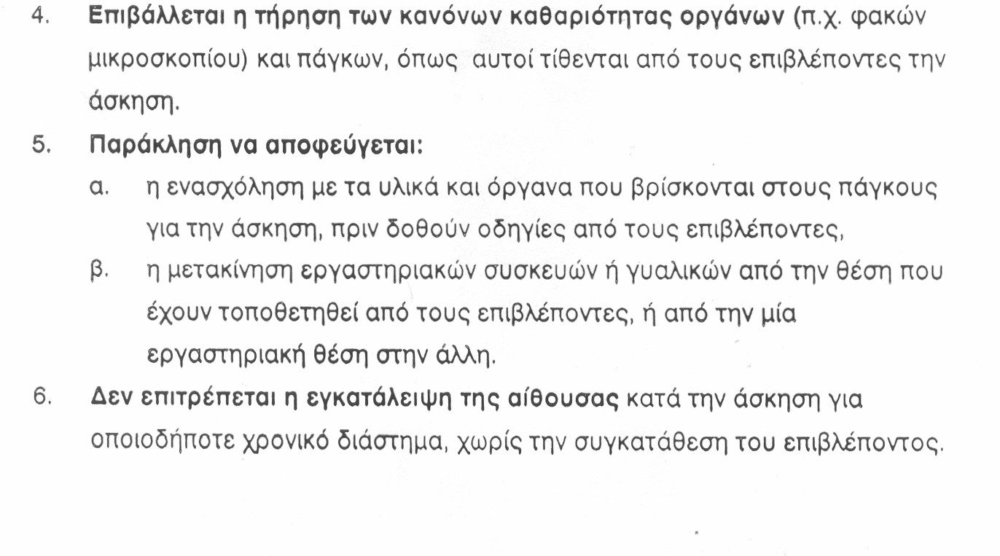 4. Επιβάλλεται η τήρηση των κανόνων καθαριότητας οργάνων (π.χ. φακών
μικροσκοπίου) και πάγκων, όπως αυτοί τίθενται από τους επιβλέποντες την
άσκηση.
5. Παράκληση να αποφεύγεται:
α. η ενασχόληση με τα υλικά και όργανα που βρίσκονται στους πάγκους
για την άσκηση, πριν δοθούν οδηγίες από τους επιβλέποντες,
β. η μετακίνηση εργαστηριακών συσκευών ή γυαλικών από την θέση που
έχουν τοποθετηθεί από τους επιβλέποντες, ή από την μία
εργαστηριακή θέση στην άλλη.
6. Δεν επιτρέπεται η εγκατάλειψη της αίθουσας κατά την άσκηση για
οποιοδήποτε χρονικό διάστημα, χωρίς την συγκατάθεση του επιβλέποντος.